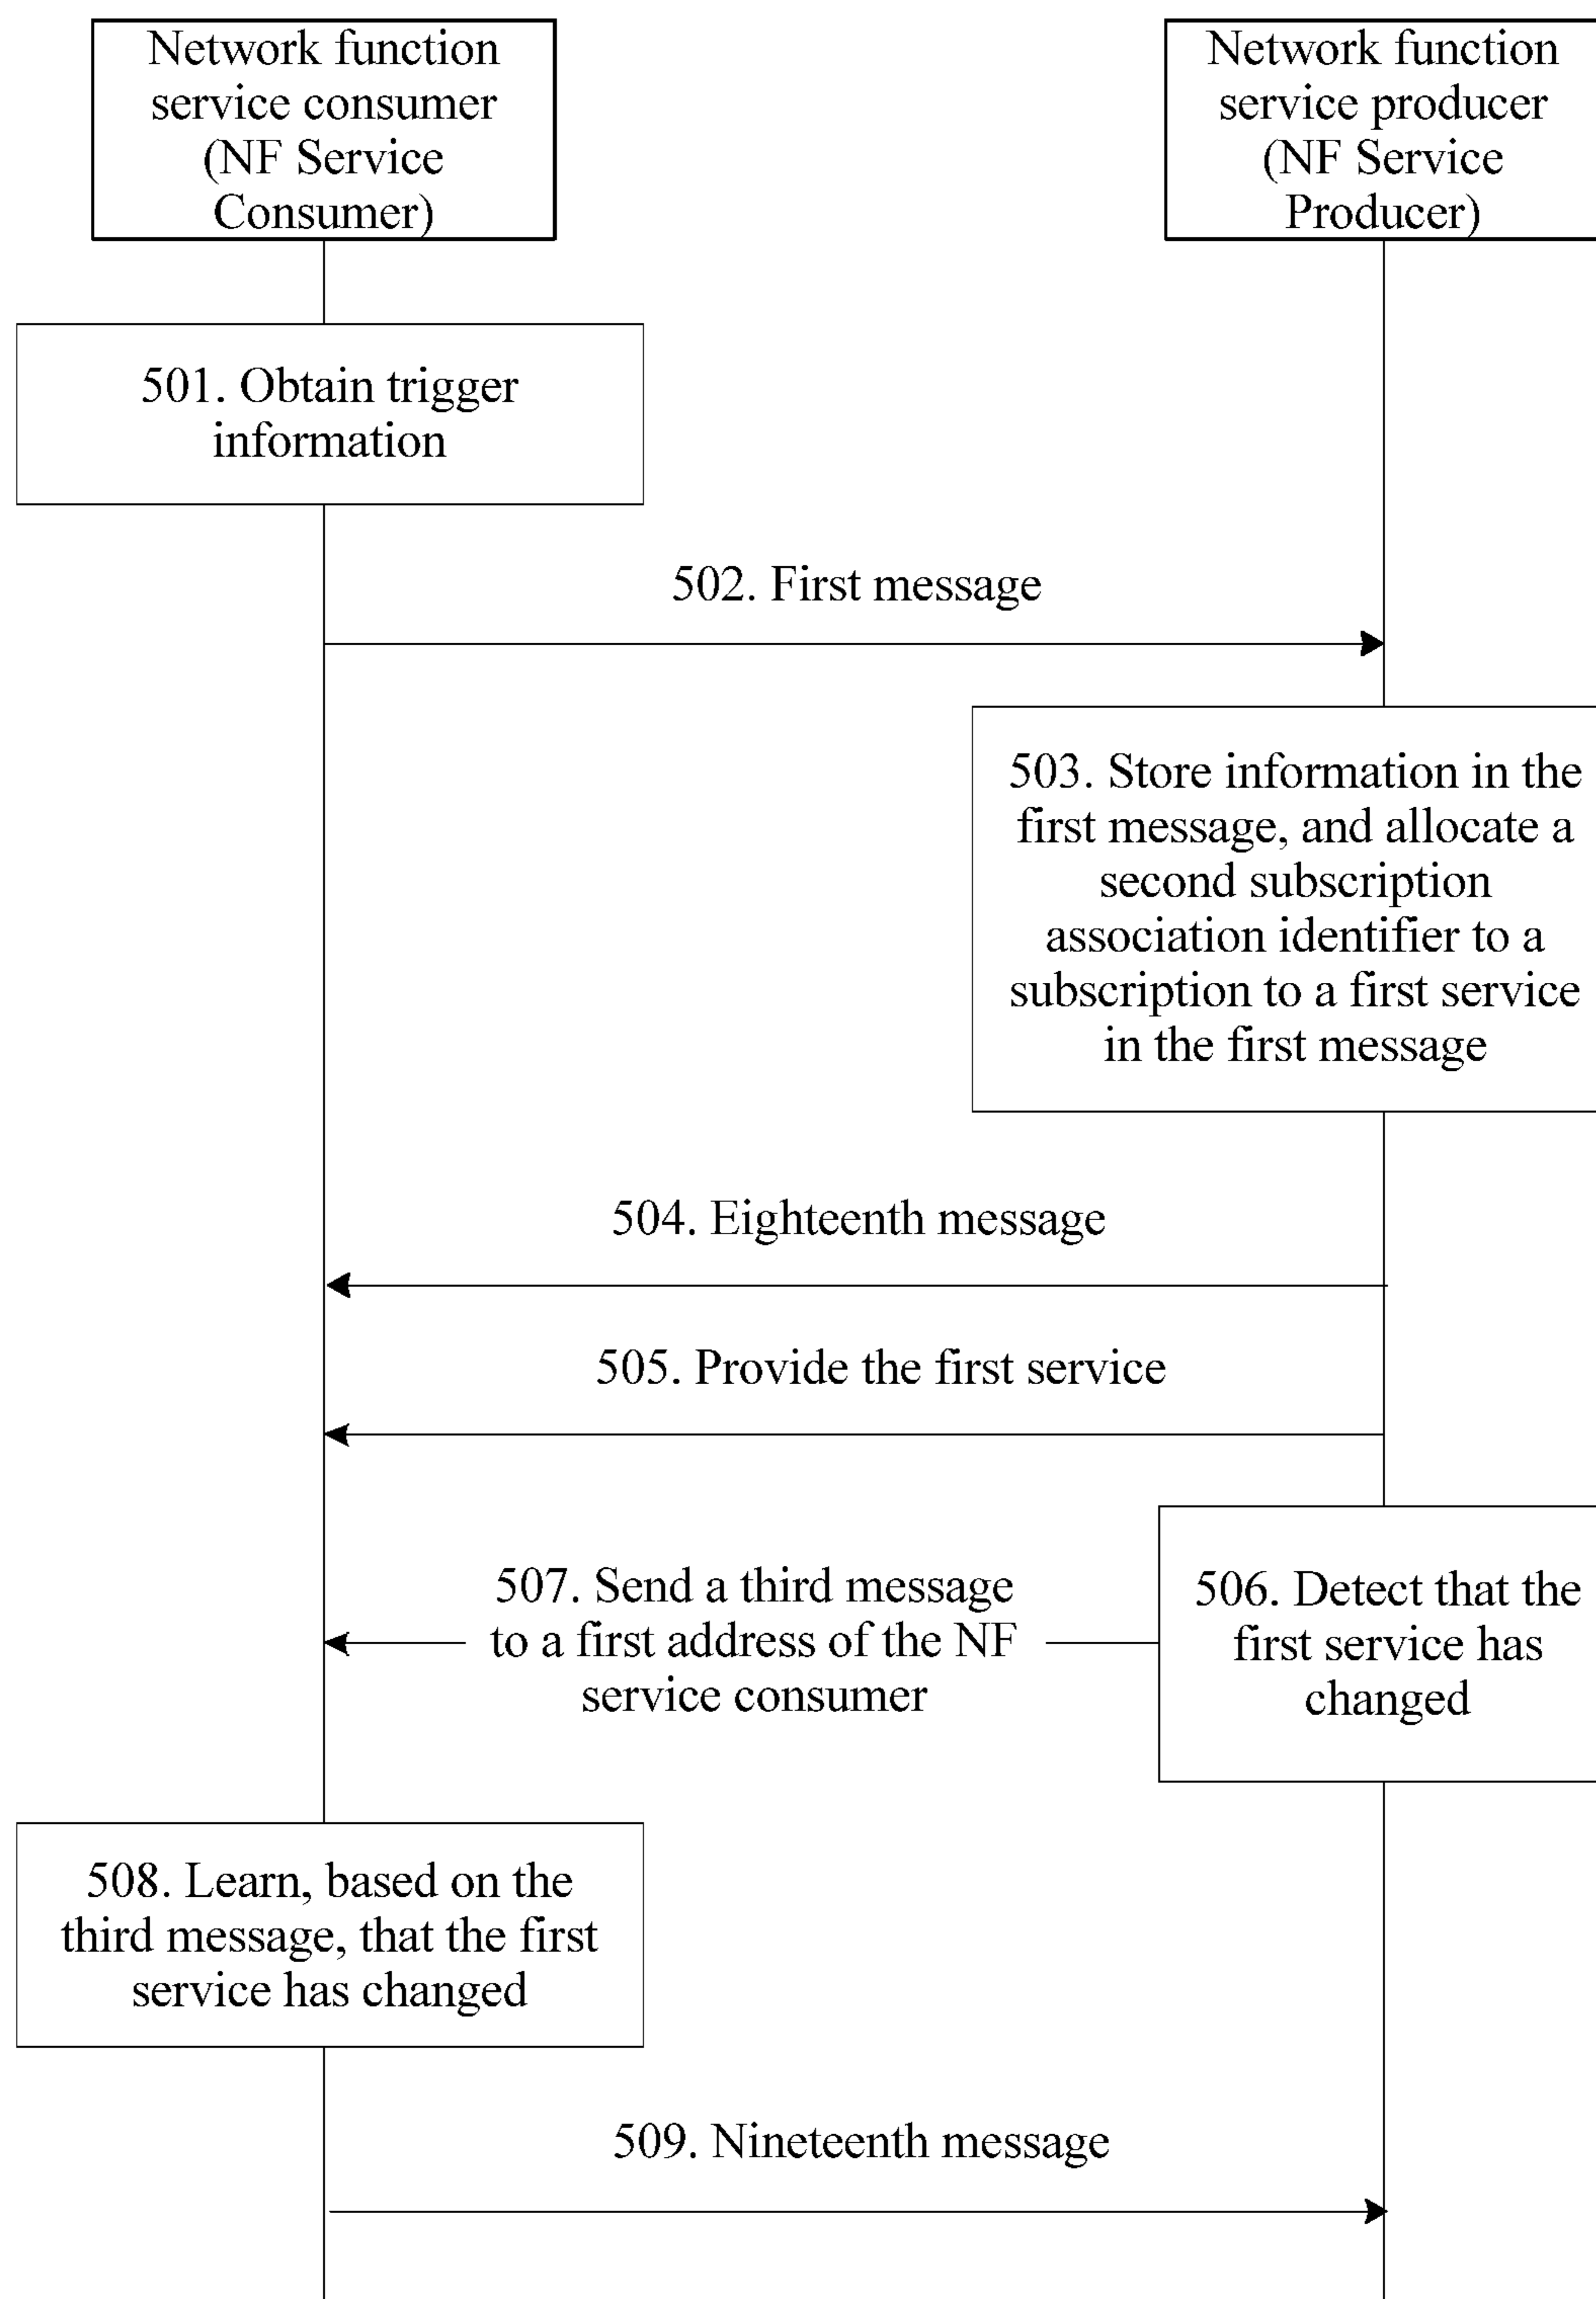 Network function
service consumer
(NF Service
Consumer)
Network function
service producer
(NF Service
Producer)
501. Obtain trigger
information
502. First message
503. Store information in the
first message, and allocate a
second subscription
association identifier to a
subscription to a first service
in the first message
504. Eighteenth message
505. Provide the first service
507. Send a third message
to a first address of the NF
service consumer
506. Detect that the
first service has
changed
508. Learn, based on the
third message, that the first
service has changed
509. Nineteenth message